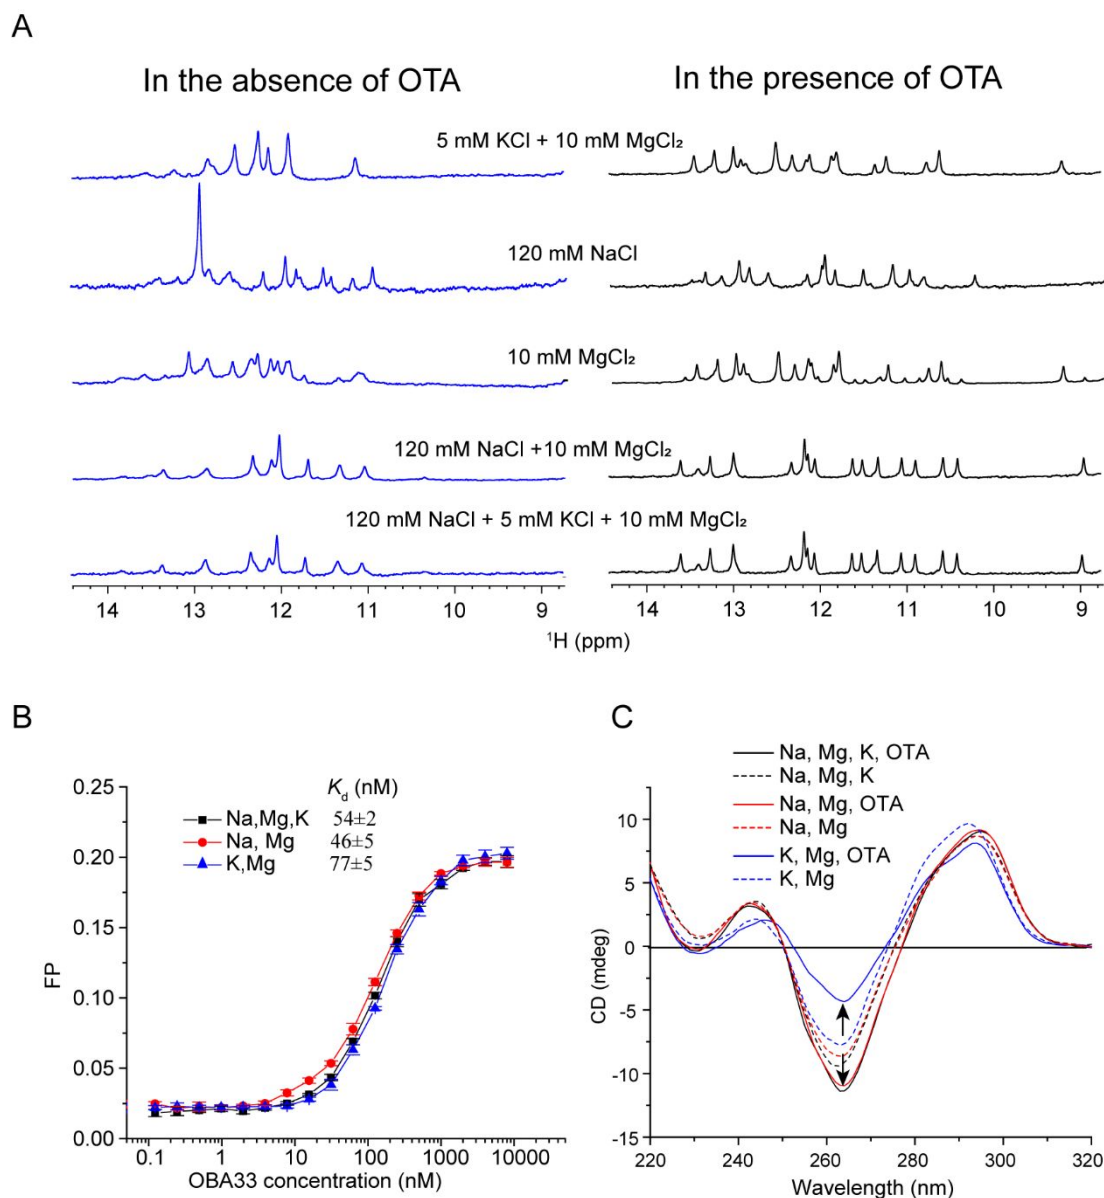 A
In the absence of OTA
In the presence of OTA
5 mM KCl + 10 mM MgCl₂
120 mM NaCl
10 mM MgCl₂
120 mM NaCl +10 mM MgCl₂
120 mM NaCl + 5 mM KCl + 10 mM MgCl₂
14 13 12 11 10 9
14 13 12 11 10 9
¹H (ppm)
B
Kd (nM)
Na,Mg,K 54±2
Na, Mg 46±5
K,Mg 77±5
0.25
0.20
0.15
0.10
0.05
0.00
FP
0.1 1 10 100 1000 10000
OBA33 concentration (nM)
C
Na, Mg, K, OTA
Na, Mg, K
Na, Mg, OTA
Na, Mg
K, Mg, OTA
K, Mg
10
5
0
-5
-10
-15
CD (mdeg)
220 240 260 280 300 320
Wavelength (nm)